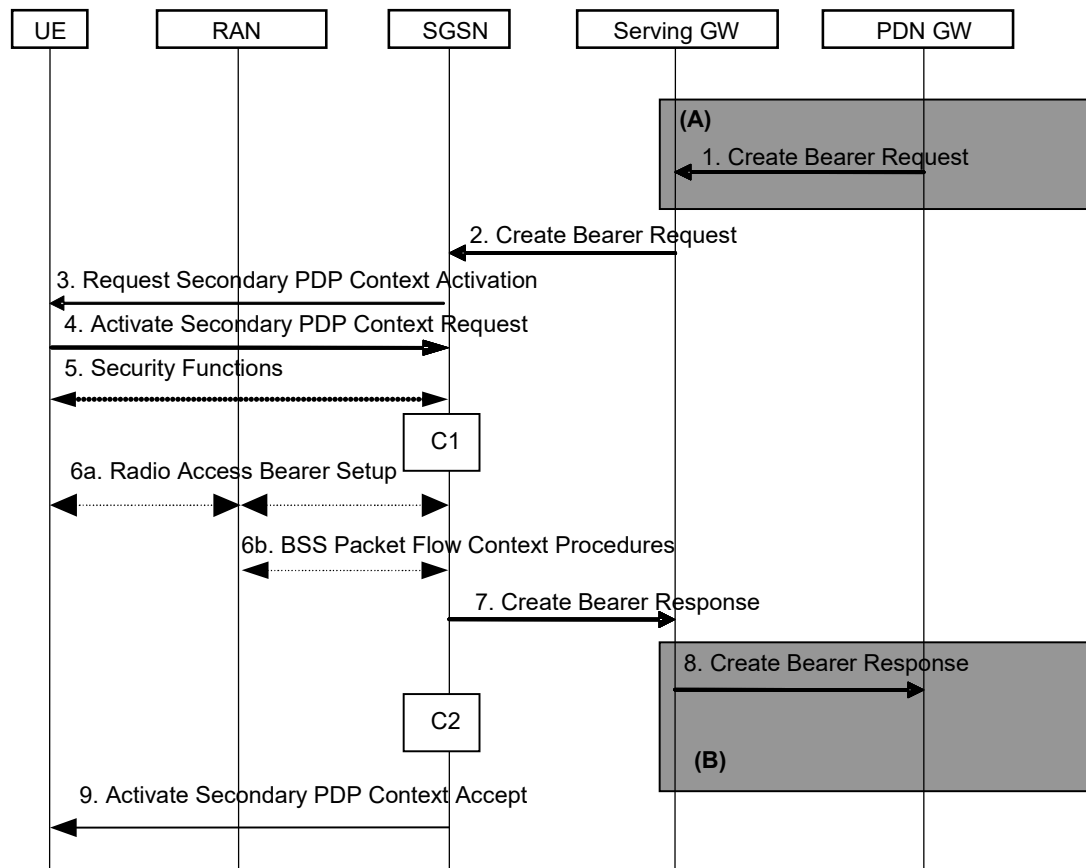 UE
RAN
SGSN
Serving GW
PDN GW
(A)
1. Create Bearer Request
2. Create Bearer Request
3. Request Secondary PDP Context Activation
4. Activate Secondary PDP Context Request
5. Security Functions
C1
6a. Radio Access Bearer Setup
6b. BSS Packet Flow Context Procedures
7. Create Bearer Response
8. Create Bearer Response
C2
(B)
9. Activate Secondary PDP Context Accept